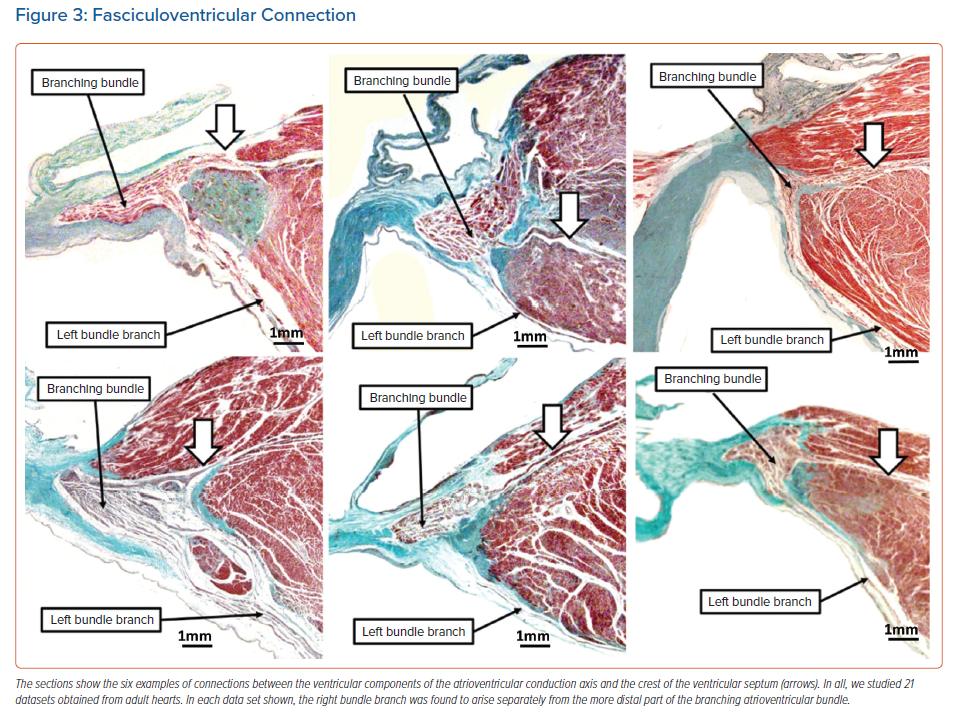 Figure 3: Fasciculoventricular Connection
Branching bundle
Left bundle branch
1mm
Branching bundle
Left bundle branch
1mm
Branching bundle
Left bundle branch
1mm
Branching bundle
Left bundle branch
1mm
Branching bundle
Left bundle branch
1mm
Branching bundle
Left bundle branch
1mm
The sections show the six examples of connections between the ventricular components of the atrioventricular conduction axis and the crest of the ventricular septum (arrows). In all, we studied 21
datasets obtained from adult hearts. In each data set shown, the right bundle branch was found to arise separately from the more distal part of the branching atrioventricular bundle.